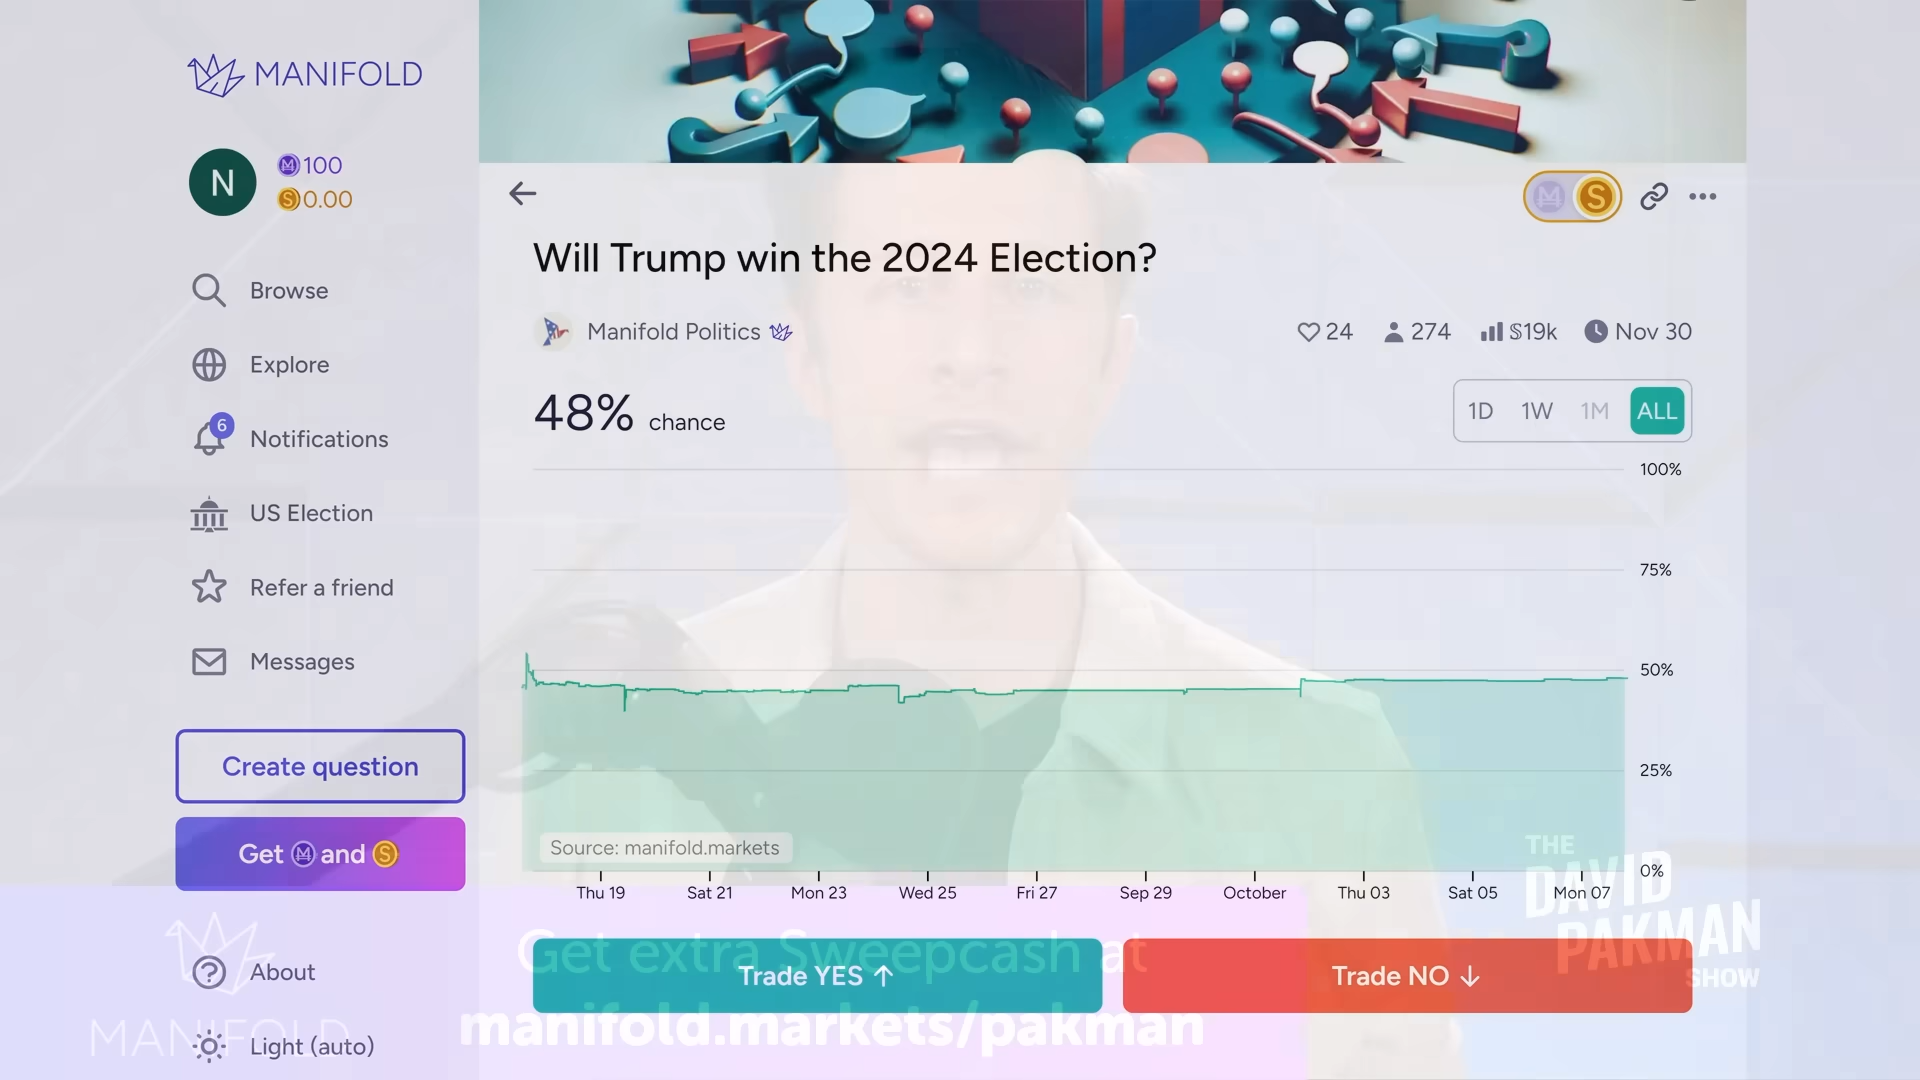 MANIFOLD
N
100
S 0.00
Browse
Explore
6
Notifications
US Election
Refer a friend
Messages
Create question
Get M and S
About
Light (auto)
MANIFOLD
M S
Will Trump win the 2024 Election?
Manifold Politics
24 274 $19k Nov 30
48% chance
1D 1W 1M ALL
100%
75%
50%
25%
0%
Source: manifold.markets
Thu 19 Sat 21 Mon 23 Wed 25 Fri 27 Sep 29 October Thu 03 Sat 05 Mon 07
Trade YES ↑
Trade NO ↓
Get extra Sweepcash at
manifold.markets/pakman
THE
DAVID
PAKMAN
SHOW